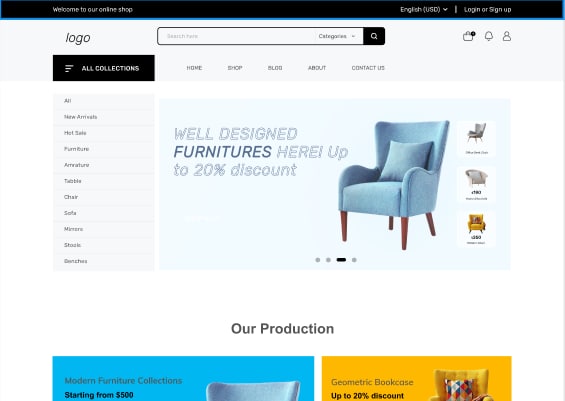 Welcome to our online shop
English (USD)
Login or Sign up
logo
Search here
Categories
ALL COLLECTIONS
HOME
SHOP
BLOG
ABOUT
CONTACT US
All
New Arrivals
Hot Sale
Furniture
Amrature
Tabble
Chair
Sofa
Mirrors
Stools
Benches
WELL DESIGNED
FURNITURES HERE! Up
to 20% discount
Office Desk Chair
$190
$350
Our Production
Modern Furniture Collections
Starting from $500
Geometric Bookcase
Up to 20% discount